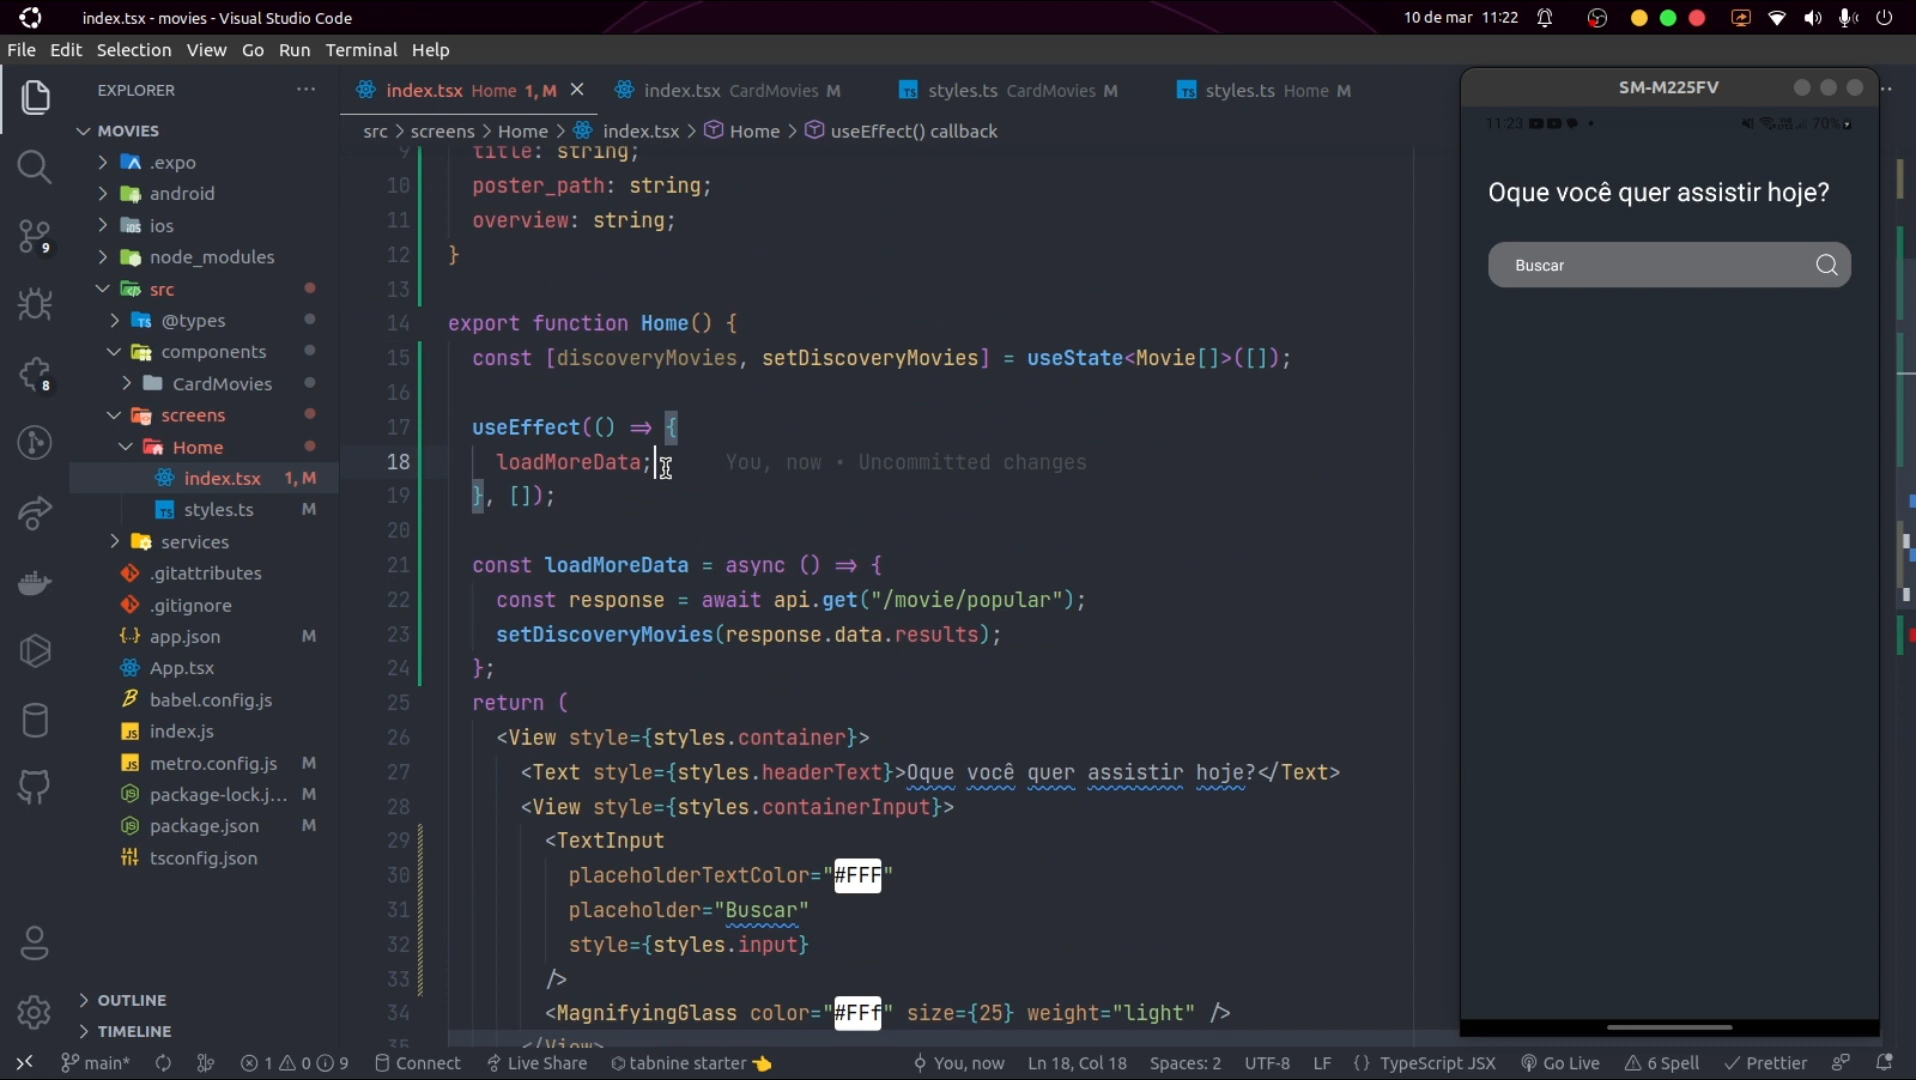 index.tsx - movies - Visual Studio Code
10 de mar 11:22
File Edit Selection View Go Run Terminal Help
EXPLORER
MOVIES
.expo
android
ios
node_modules
src
@types
components
CardMovies
screens
Home
index.tsx 1, M
styles.ts M
services
.gitattributes
.gitignore
app.json M
App.tsx
babel.config.js
index.js
metro.config.js M
package-lock.j... M
package.json M
tsconfig.json
OUTLINE
TIMELINE
9
8
index.tsx Home 1, M
index.tsx CardMovies M
styles.ts CardMovies M
styles.ts Home M
src > screens > Home > index.tsx > Home > useEffect() callback
9 title: string;
10 poster_path: string;
11 overview: string;
12 }
13
14 export function Home() {
15 const [discoveryMovies, setDiscoveryMovies] = useState<Movie[]>([]);
16
17 useEffect(() => {
18 loadMoreData; You, now • Uncommitted changes
19 }, []);
20
21 const loadMoreData = async () => {
22 const response = await api.get("/movie/popular");
23 setDiscoveryMovies(response.data.results);
24 };
25 return (
26 <View style={styles.container}>
27 <Text style={styles.headerText}>Oque você quer assistir hoje?</Text>
28 <View style={styles.containerInput}>
29 <TextInput
30 placeholderTextColor="#FFF"
31 placeholder="Buscar"
32 style={styles.input}
33 />
34 <MagnifyingGlass color="#FFf" size={25} weight="light" />
35 </View>
SM-M225FV
11:23
70%
Oque você quer assistir hoje?
Buscar
main* 1 0 9 Connect Live Share tabnine starter You, now Ln 18, Col 18 Spaces: 2 UTF-8 LF {} TypeScript JSX Go Live 6 Spell Prettier